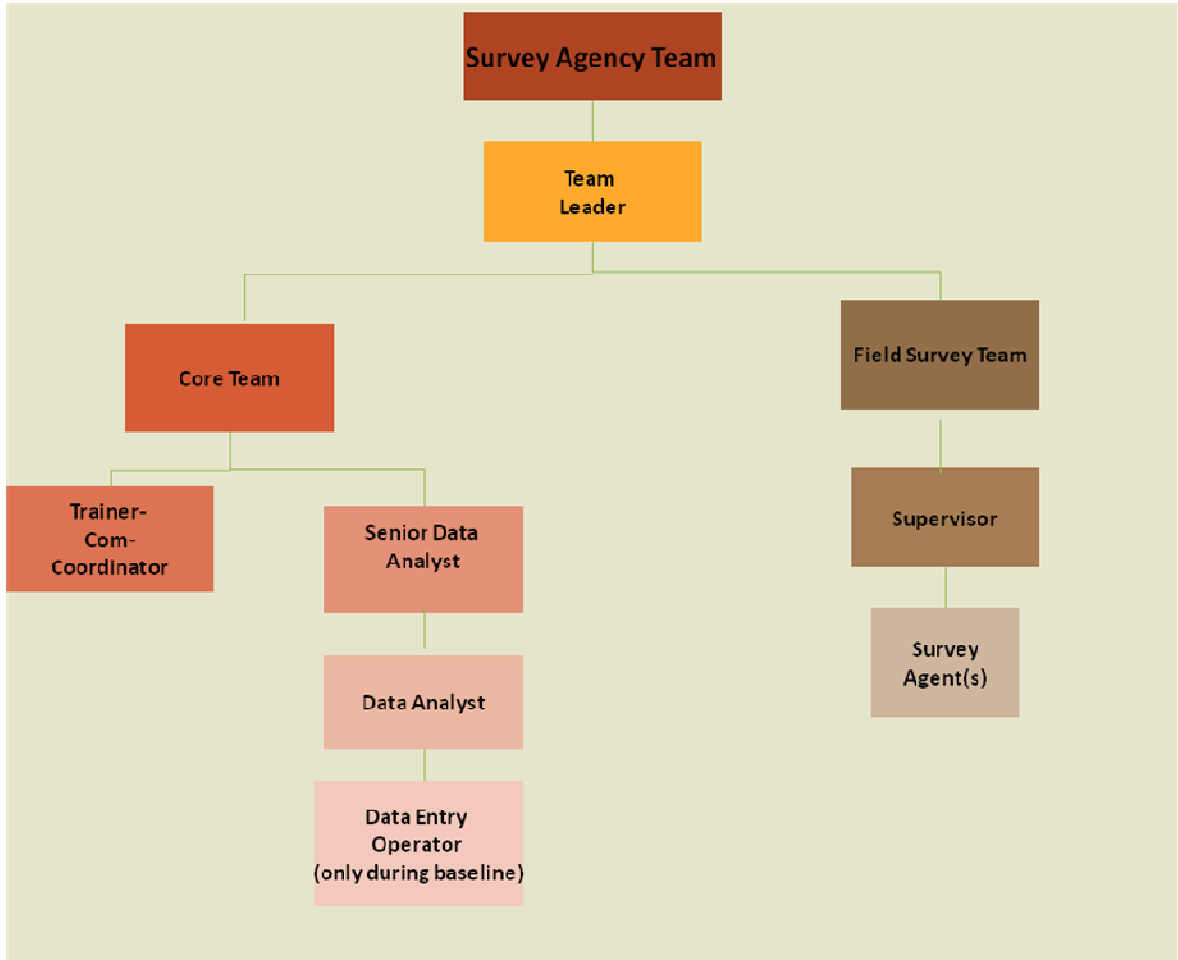 Survey Agency Team
Team
Leader
Core Team
Field Survey Team
Trainer-
Com-
Coordinator
Senior Data
Analyst
Supervisor
Data Analyst
Survey
Agent(s)
Data Entry
Operator
(only during baseline)